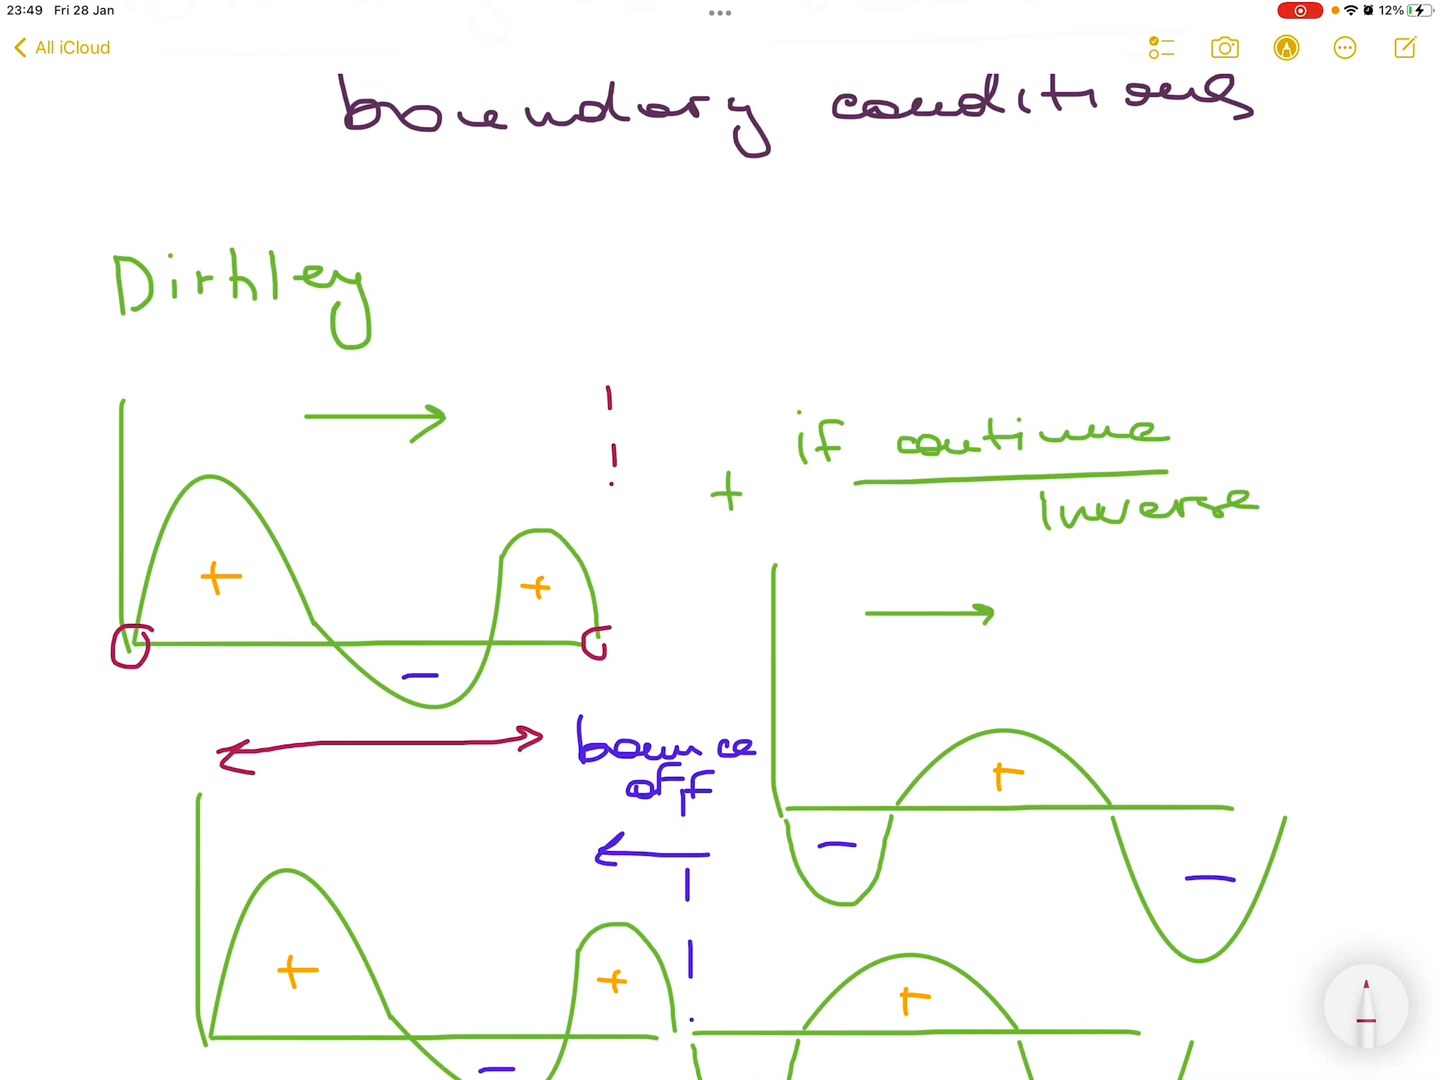 23:49 Fri 28 Jan
12%
All iCloud
boundary conditions
Dirhley
if continue
+
Inverse
+
+
−
bounce
off
+
−
−
+
+
+
−